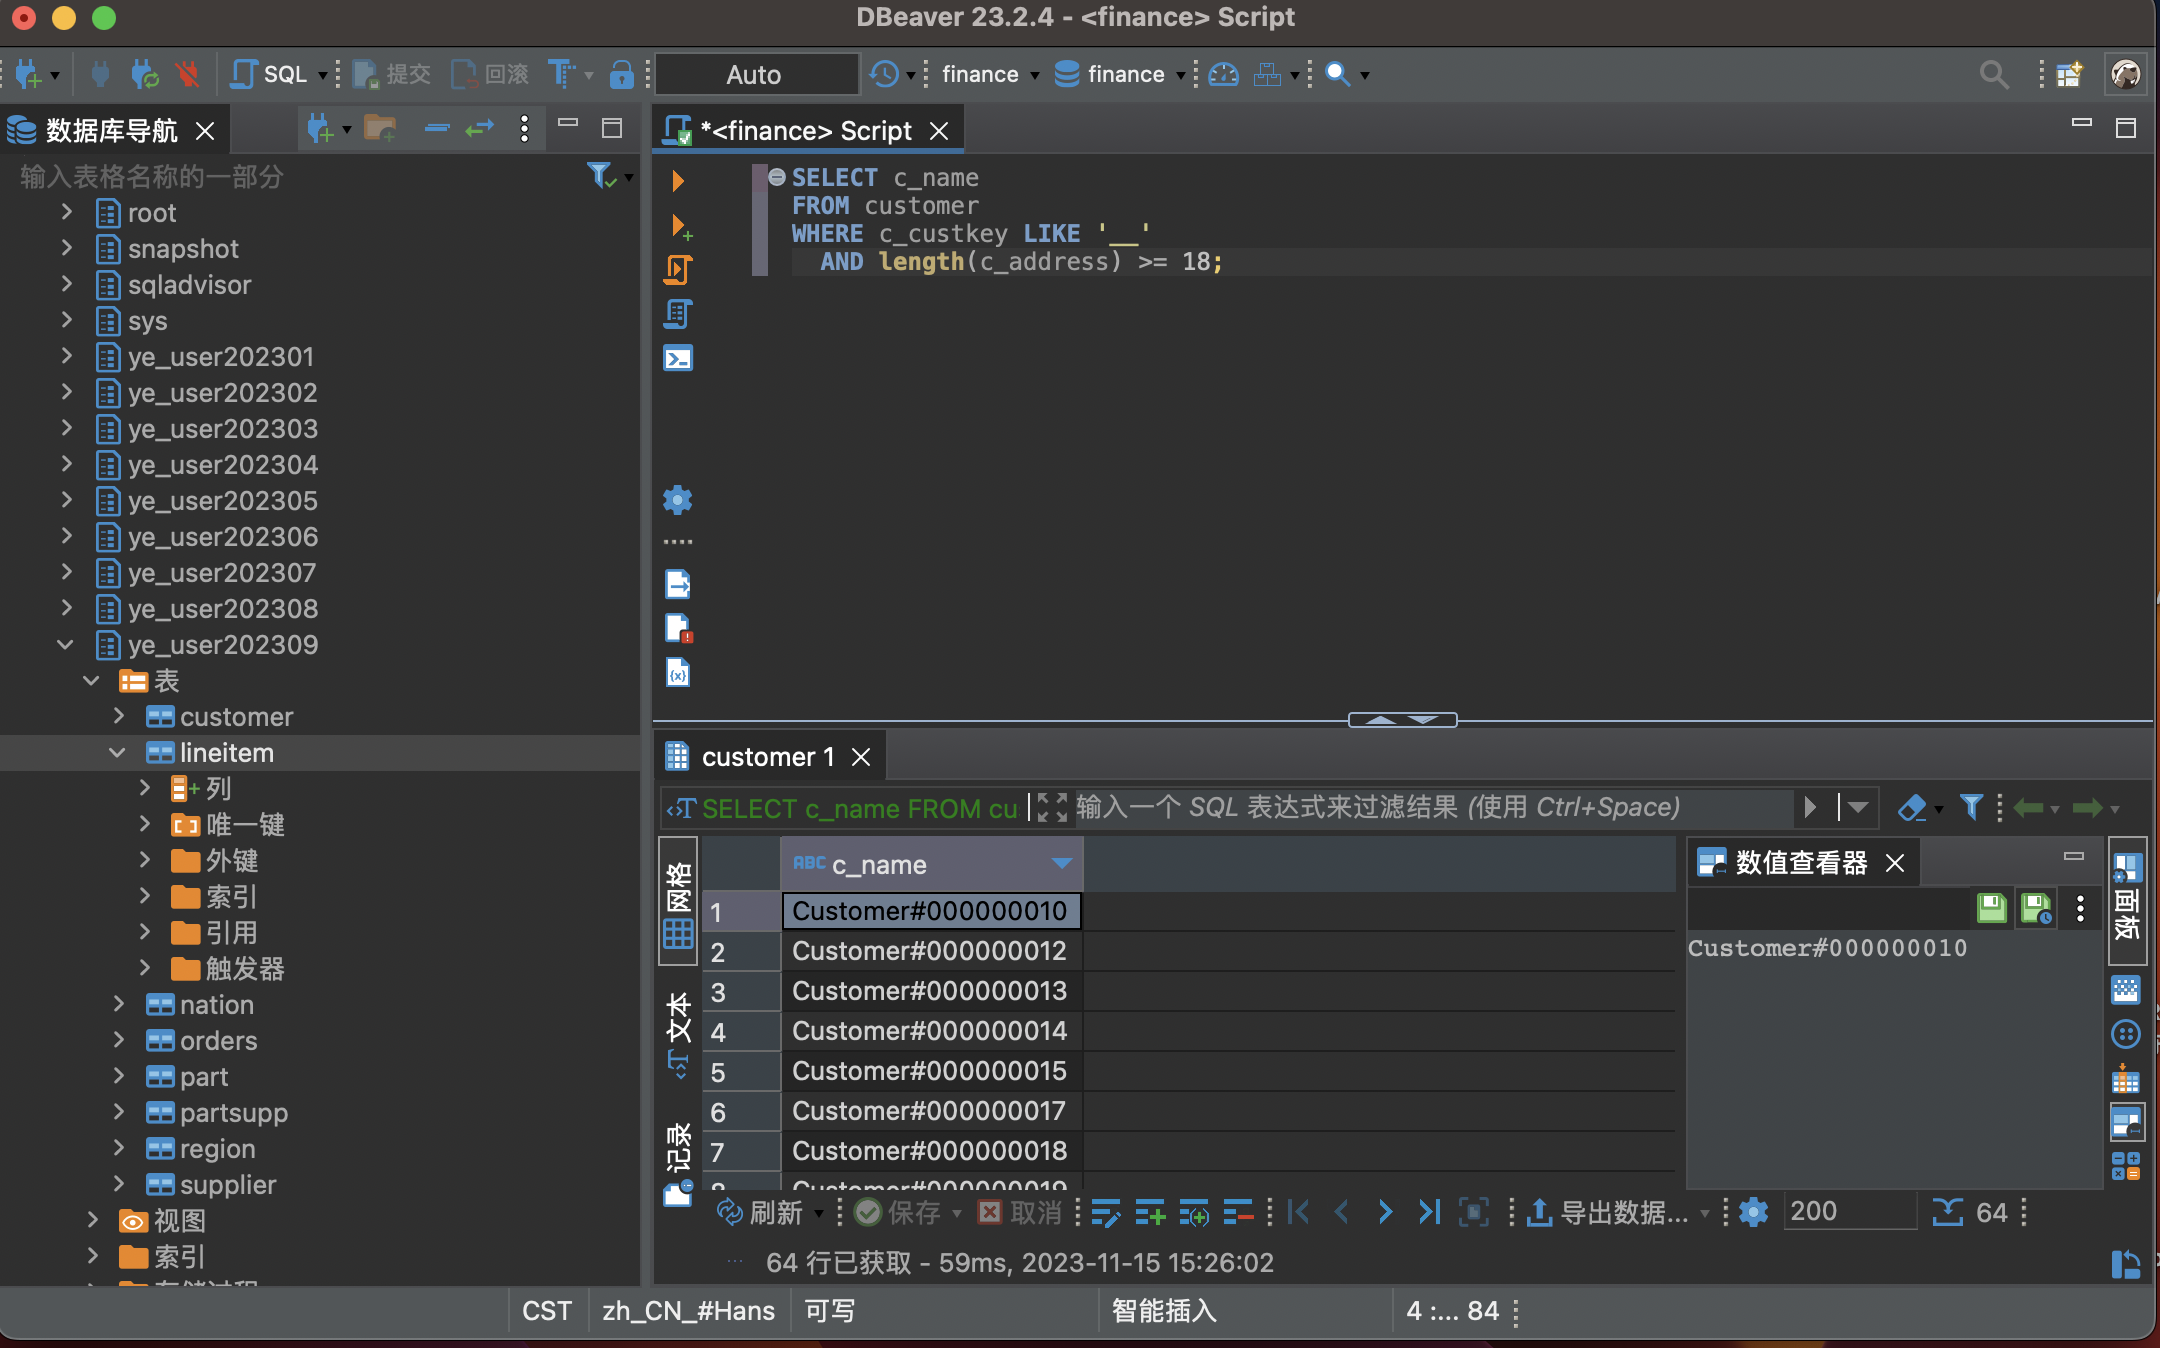 DBeaver 23.2.4 - <finance> Script
SQL 提交 回滚 Auto finance finance
数据库导航
输入表格名称的一部分
root
snapshot
sqladvisor
sys
ye_user202301
ye_user202302
ye_user202303
ye_user202304
ye_user202305
ye_user202306
ye_user202307
ye_user202308
ye_user202309
表
customer
lineitem
列
唯一键
外键
索引
引用
触发器
nation
orders
part
partsupp
region
supplier
视图
索引
存储过程
*<finance> Script
SELECT c_name
FROM customer
WHERE c_custkey LIKE '__'
AND length(c_address) >= 18;
customer 1
SELECT c_name FROM cu
输入一个 SQL 表达式来过滤结果 (使用 Ctrl+Space)
网格
文本
记录
ABC c_name
1 Customer#000000010
2 Customer#000000012
3 Customer#000000013
4 Customer#000000014
5 Customer#000000015
6 Customer#000000017
7 Customer#000000018
8 Customer#000000019
数值查看器
Customer#000000010
面板
刷新 保存 取消 导出数据... 200 64
64 行已获取 - 59ms, 2023-11-15 15:26:02
CST zh_CN_#Hans 可写 智能插入 4 :... 84